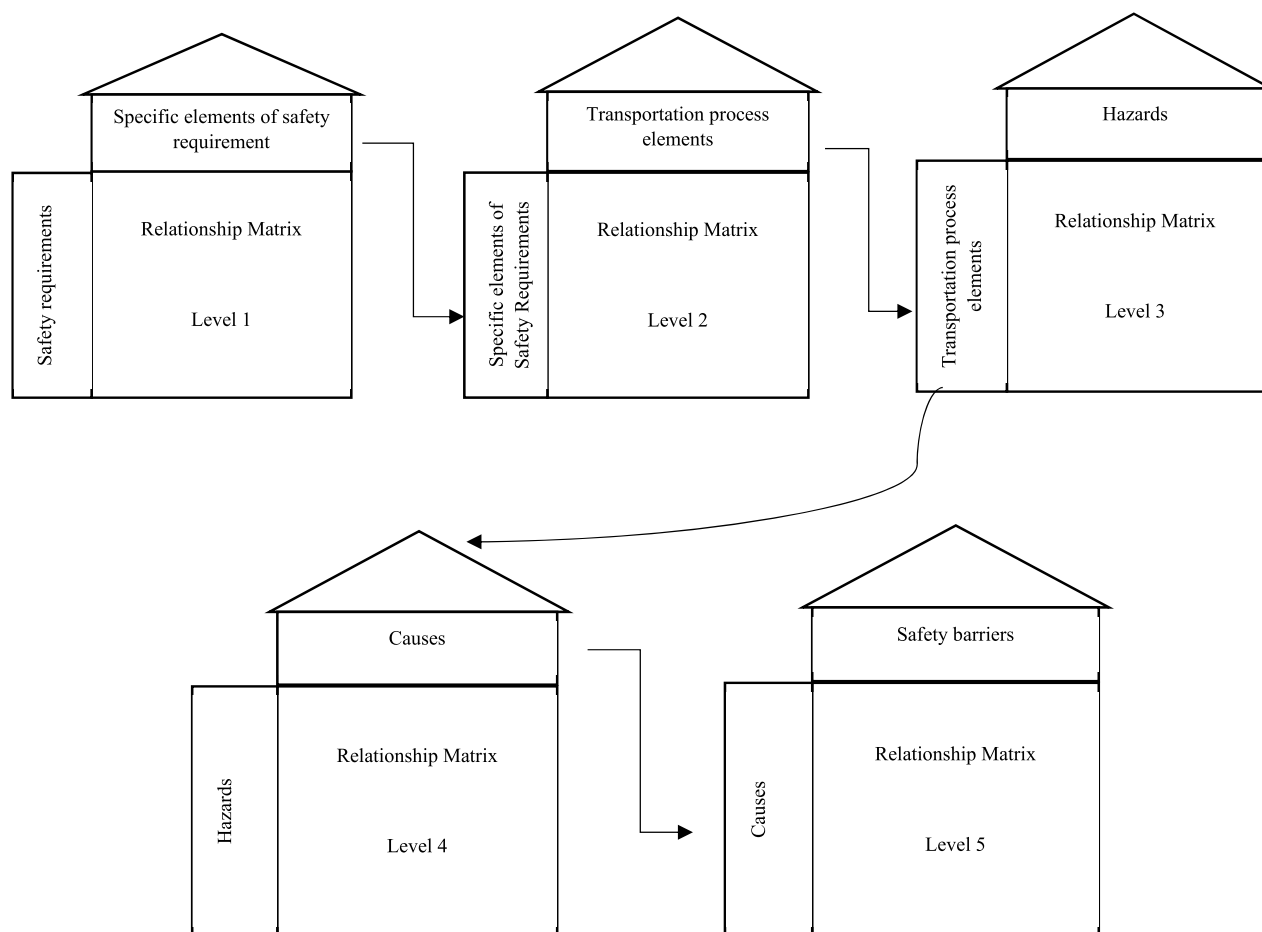 Specific elements of safety
requirement
Safety requirements
Relationship Matrix
Level 1
Transportation process
elements
Specific elements of
Safety Requirements
Relationship Matrix
Level 2
Hazards
Transportation process
elements
Relationship Matrix
Level 3
Causes
Hazards
Relationship Matrix
Level 4
Safety barriers
Causes
Relationship Matrix
Level 5